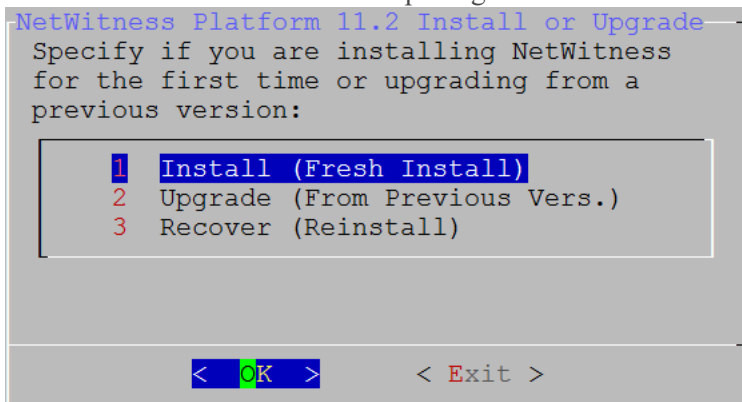 NetWitness Platform 11.2 Install or Upgrade
Specify if you are installing NetWitness
for the first time or upgrading from a
previous version:
1 Install (Fresh Install)
2 Upgrade (From Previous Vers.)
3 Recover (Reinstall)
< OK > < Exit >